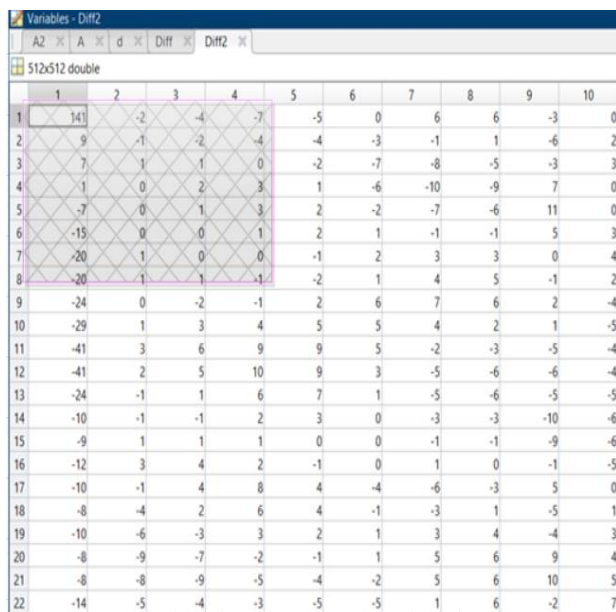 Variables - Diff2
A2 A d Diff Diff2
512x512 double
1 2 3 4 5 6 7 8 9 10
1 141 -2 -4 -7 -5 0 6 6 -3 0
2 9 -1 -2 -4 -4 -3 -1 1 -6 2
3 7 1 1 0 -2 -7 -8 -5 -3 3
4 1 0 2 3 1 -6 -10 -9 7 0
5 -7 0 1 3 2 -2 -7 -6 11 0
6 -15 0 0 1 2 1 -1 -1 5 3
7 -20 1 0 0 -1 2 3 3 0 4
8 -20 1 1 -1 -2 1 4 5 -1 2
9 -24 0 -2 -1 2 6 7 6 2 -4
10 -29 1 3 4 5 5 4 2 1 -5
11 -41 3 6 9 9 5 -2 -3 -5 -4
12 -41 2 5 10 9 3 -5 -6 -6 -4
13 -24 -1 1 6 7 1 -5 -6 -5 -5
14 -10 -1 -1 2 3 0 -3 -3 -10 -6
15 -9 1 1 1 0 0 -1 -1 -9 -6
16 -12 3 4 2 -1 0 1 0 -1 -5
17 -10 -1 4 8 4 -4 -6 -3 5 0
18 -8 -4 2 6 4 -1 -3 1 -5 1
19 -10 -6 -3 3 2 1 3 4 -4 3
20 -8 -9 -7 -2 -1 1 5 6 9 4
21 -8 -8 -9 -5 -4 -2 5 6 10 5
22 -14 -5 -4 -3 -5 -5 1 6 -2 7